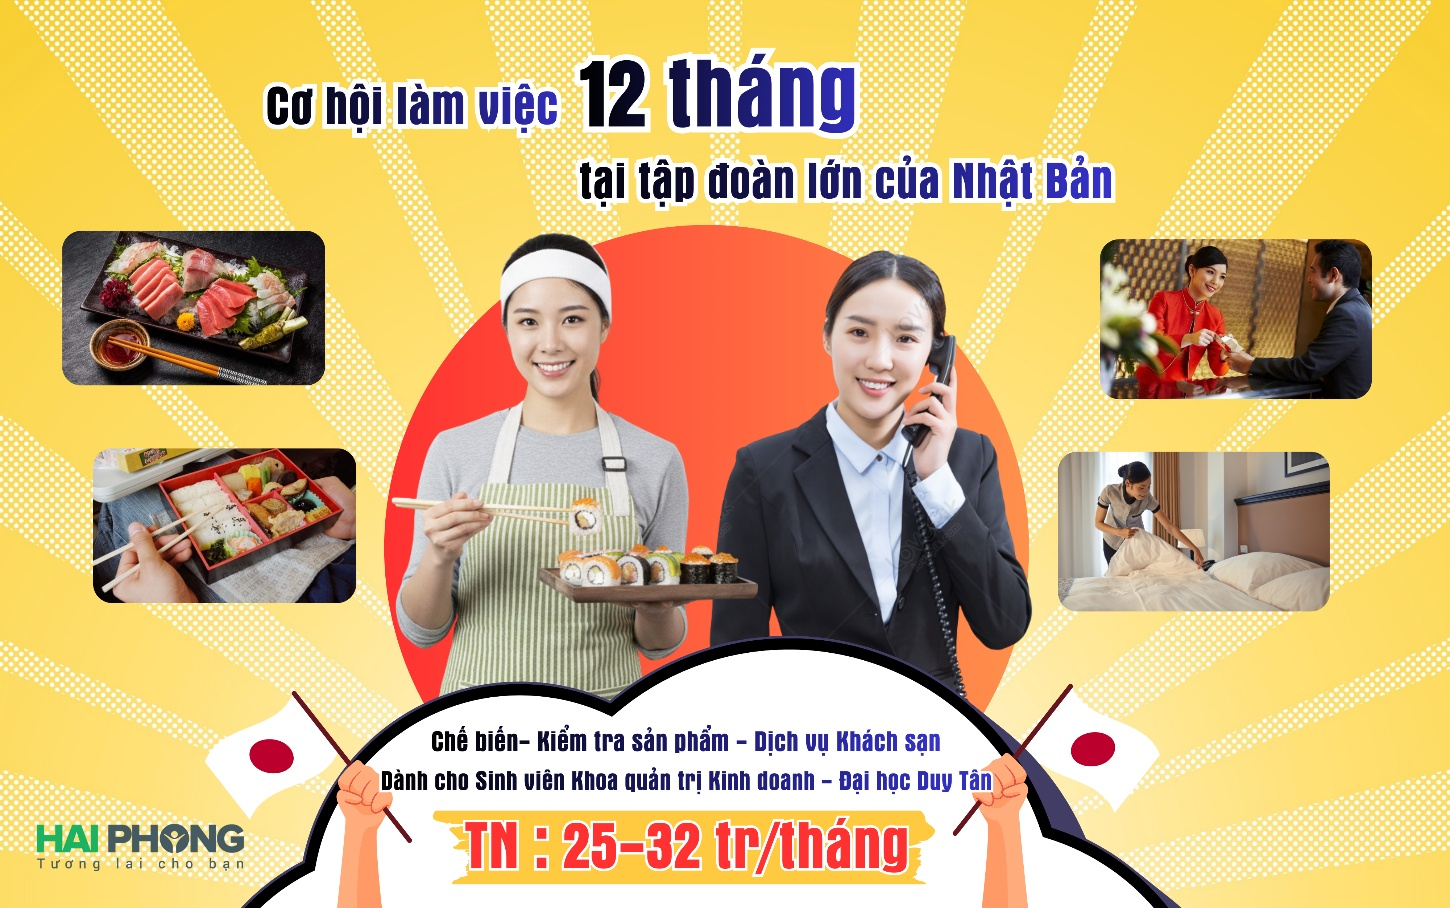 Cơ hội làm việc 12 tháng
tại tập đoàn lớn của Nhật Bản
Chế biến- Kiểm tra sản phẩm - Dịch vụ Khách sạn
Dành cho Sinh viên Khoa quản trị Kinh doanh - Đại học Duy Tân
TN : 25-32 tr/tháng
HAI PHONG
Tương lai cho bạn